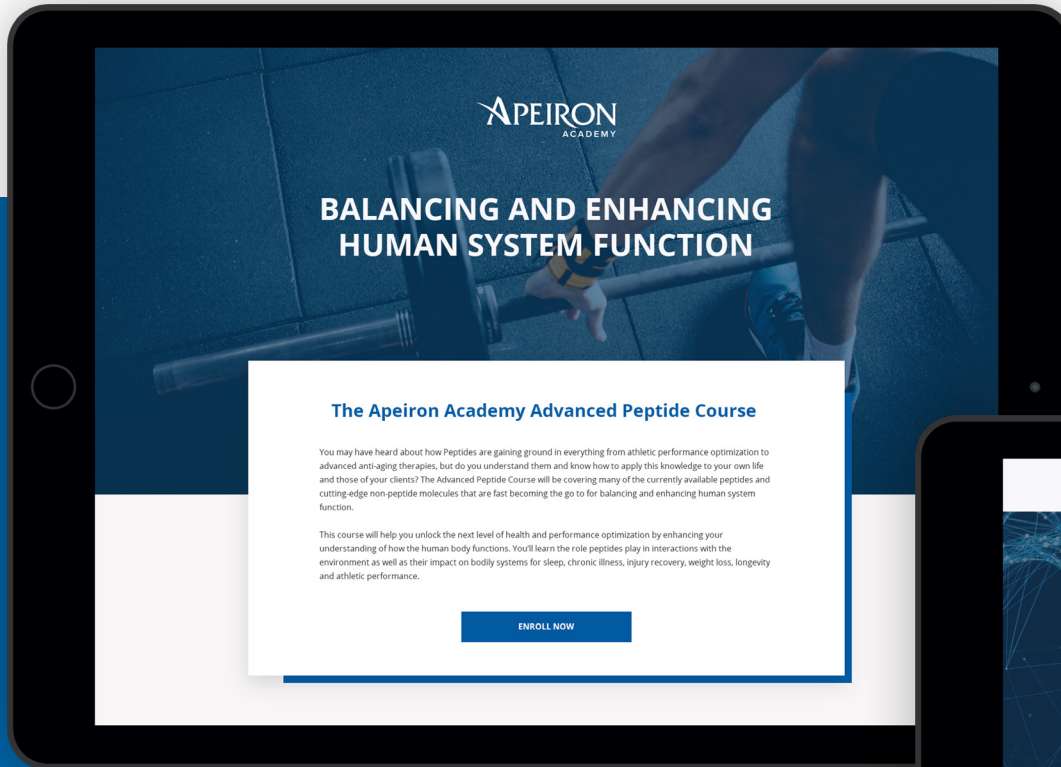 APEIRON
ACADEMY
BALANCING AND ENHANCING
HUMAN SYSTEM FUNCTION
The Apeiron Academy Advanced Peptide Course
You may have heard about how Peptides are gaining ground in everything from athletic performance optimization to
advanced anti-aging therapies, but do you understand them and know how to apply this knowledge to your own life
and those of your clients? The Advanced Peptide Course will be covering many of the currently available peptides and
cutting-edge non-peptide molecules that are fast becoming the go to for balancing and enhancing human system
function.
This course will help you unlock the next level of health and performance optimization by enhancing your
understanding of how the human body functions. You'll learn the role peptides play in interactions with the
environment as well as their impact on bodily systems for sleep, chronic illness, injury recovery, weight loss, longevity
and athletic performance.
ENROLL NOW